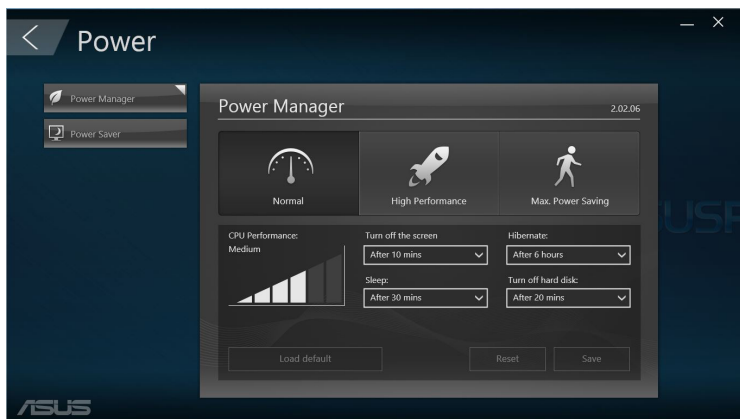 Power
Power Manager
Power Saver
Power Manager
2.02.06
Normal
High Performance
Max. Power Saving
CPU Performance:
Medium
Turn off the screen
After 10 mins
Hibernate:
After 6 hours
Sleep:
After 30 mins
Turn off hard disk:
After 20 mins
Load default
Reset
Save
ASUS